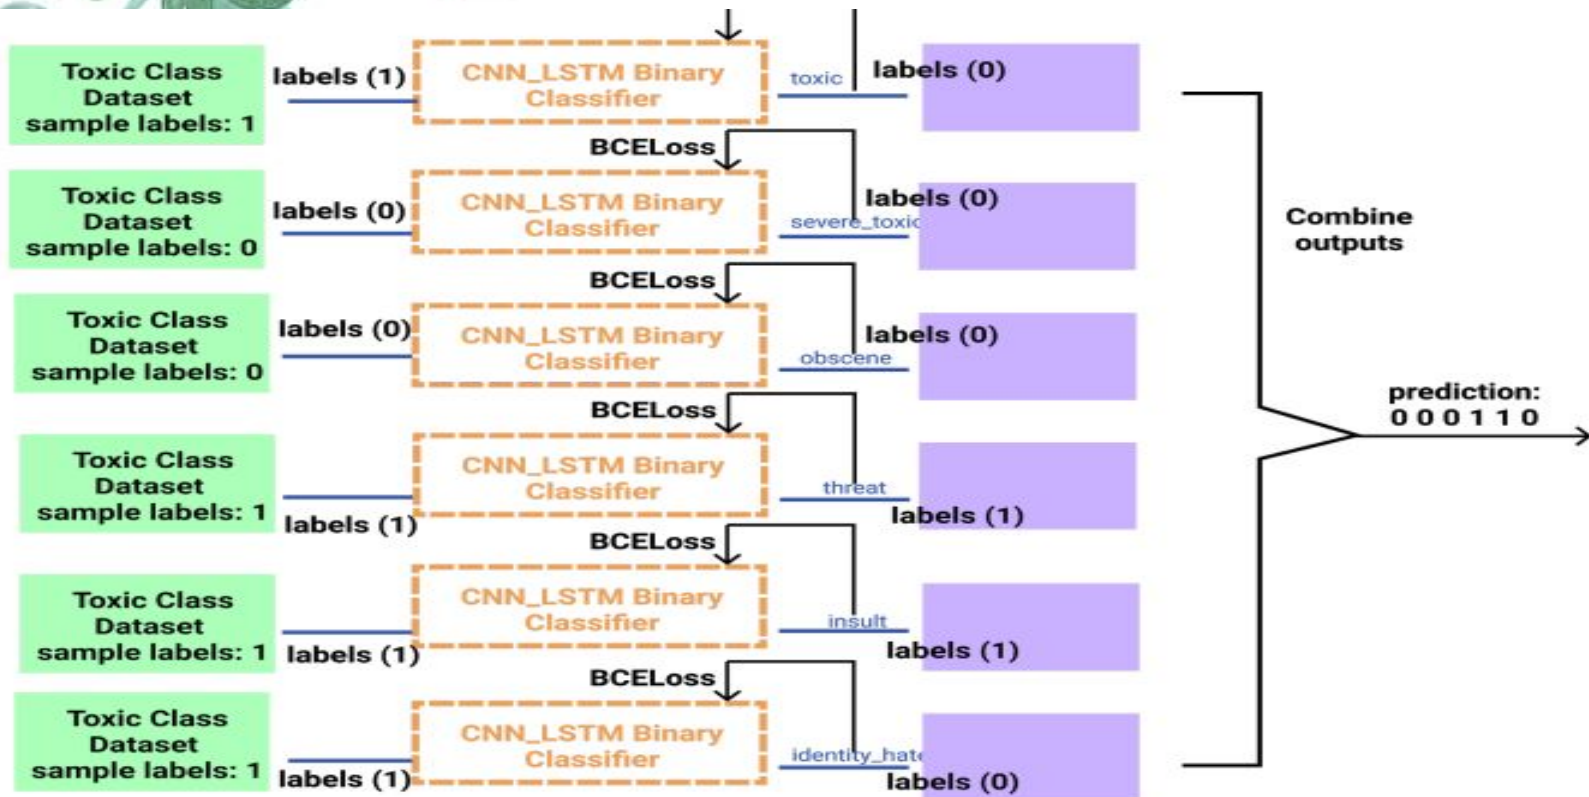 Toxic Class
Dataset
sample labels: 1
labels (1)
CNN_LSTM Binary
Classifier
toxic
labels (0)
BCELoss
Toxic Class
Dataset
sample labels: 0
labels (0)
CNN_LSTM Binary
Classifier
severe_toxic
labels (0)
BCELoss
Toxic Class
Dataset
sample labels: 0
labels (0)
CNN_LSTM Binary
Classifier
obscene
labels (0)
BCELoss
Toxic Class
Dataset
sample labels: 1
labels (1)
CNN_LSTM Binary
Classifier
threat
labels (1)
BCELoss
Toxic Class
Dataset
sample labels: 1
labels (1)
CNN_LSTM Binary
Classifier
insult
labels (1)
BCELoss
Toxic Class
Dataset
sample labels: 1
labels (1)
CNN_LSTM Binary
Classifier
identity_hate
labels (0)
Combine
outputs
prediction:
0 0 0 1 1 0